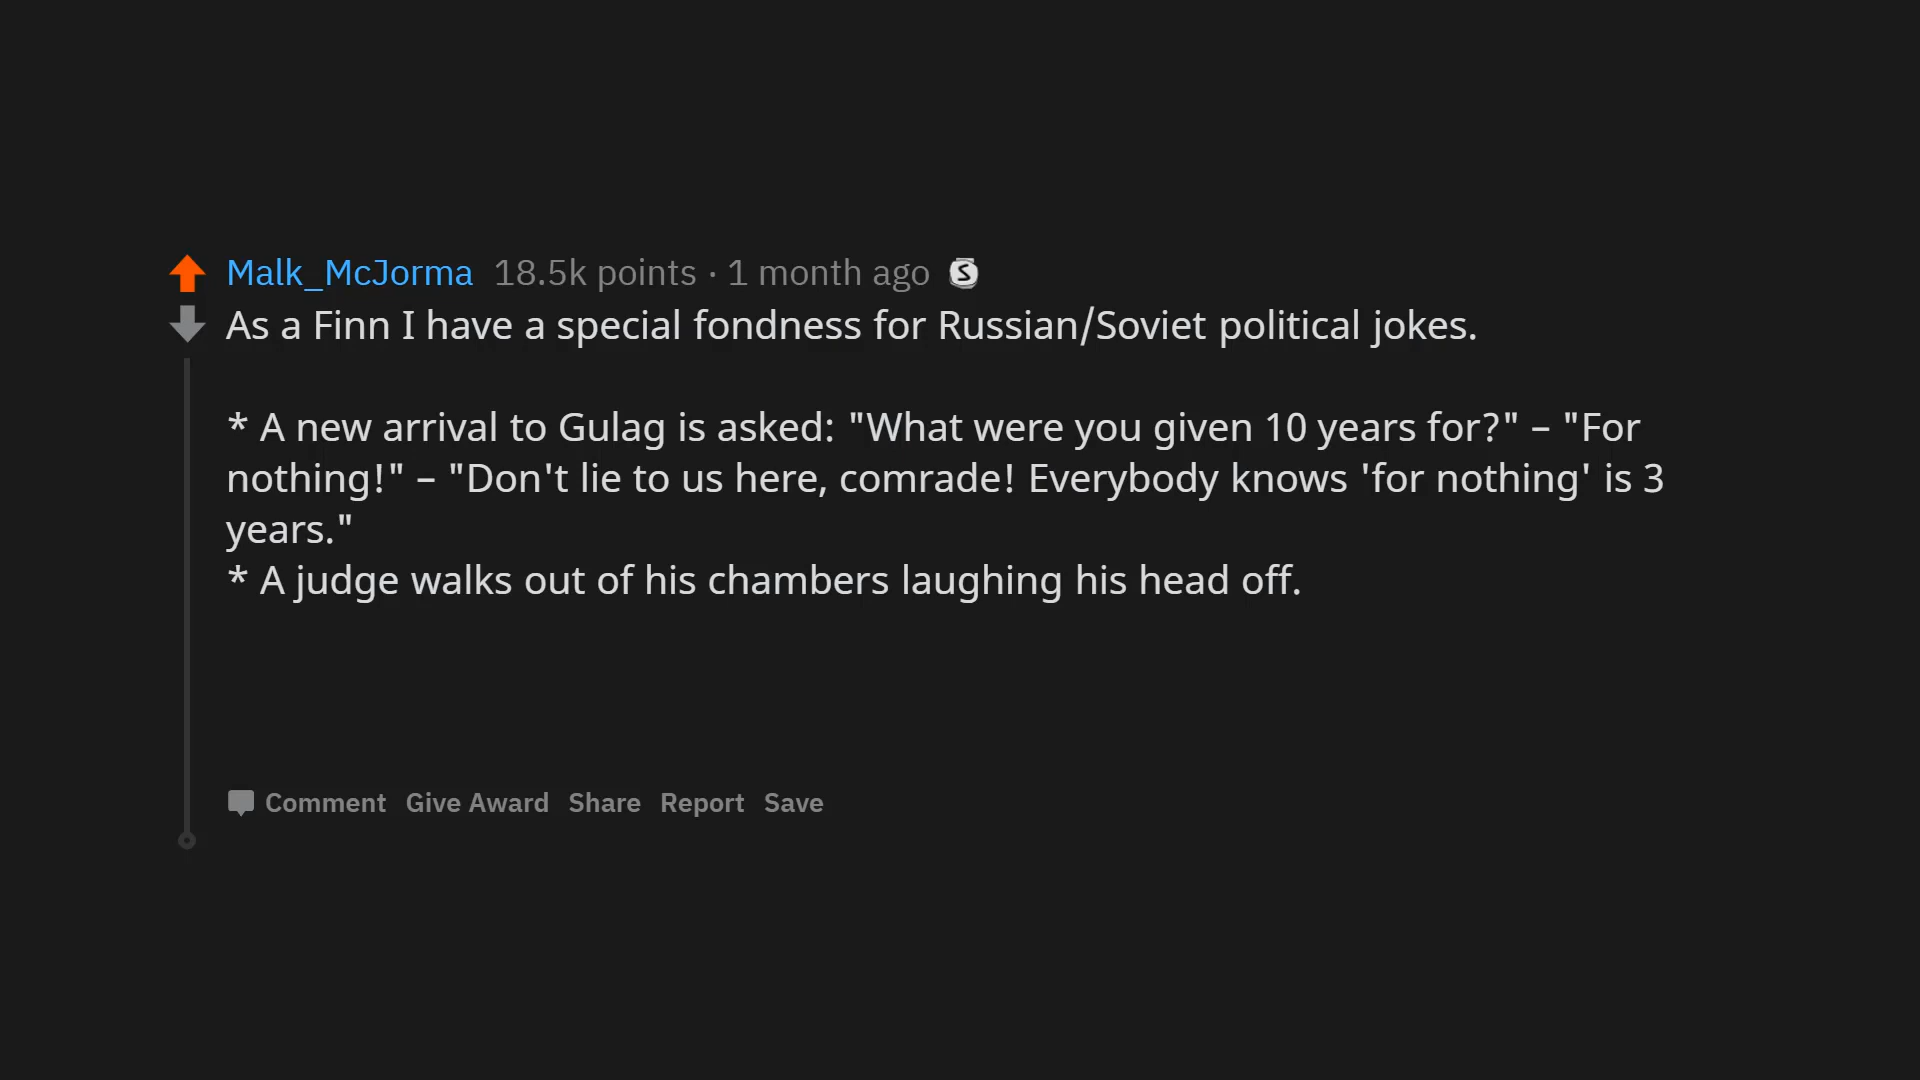 Malk_McJorma 18.5k points · 1 month ago S
As a Finn I have a special fondness for Russian/Soviet political jokes.
* A new arrival to Gulag is asked: "What were you given 10 years for?" – "For
nothing!" – "Don't lie to us here, comrade! Everybody knows 'for nothing' is 3
years."
* A judge walks out of his chambers laughing his head off.
Comment Give Award Share Report Save